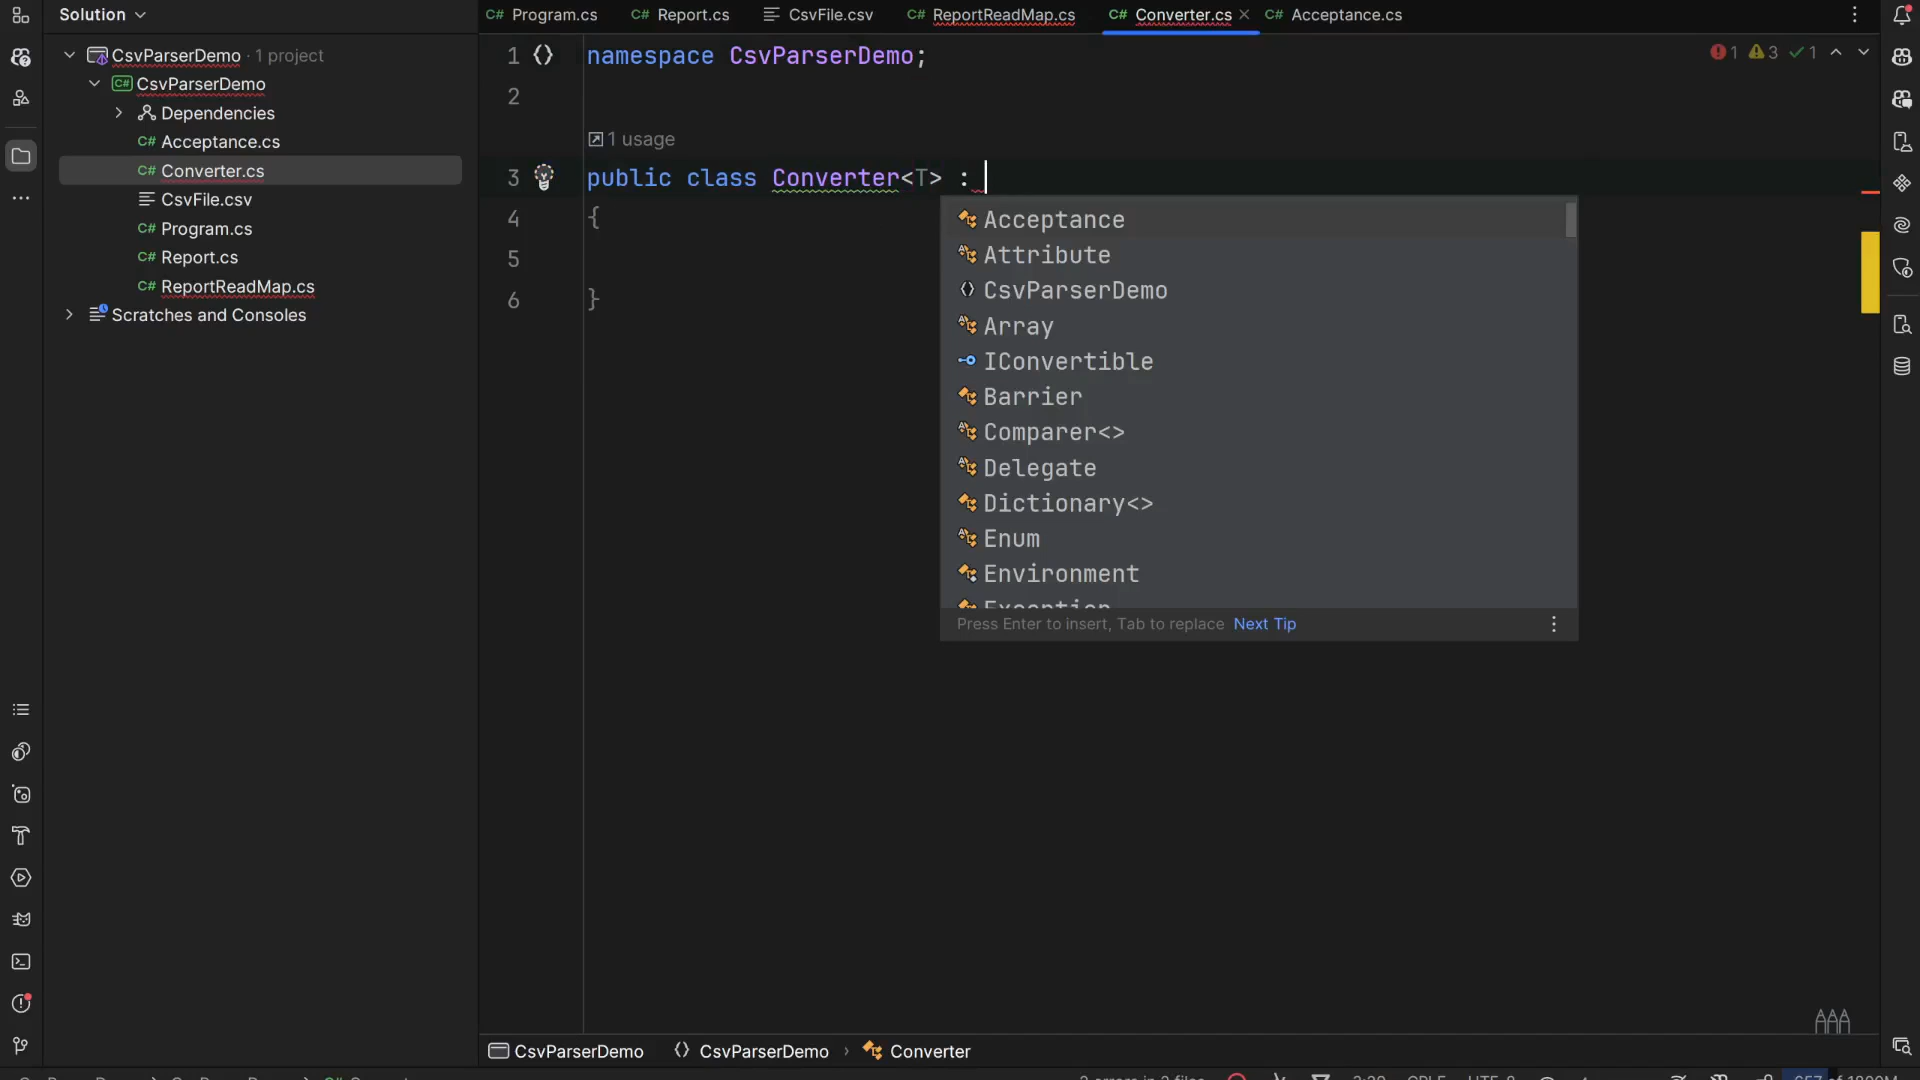 Solution
Program.cs
Report.cs
CsvFile.csv
ReportReadMap.cs
Converter.cs
Acceptance.cs
CsvParserDemo · 1 project
CsvParserDemo
Dependencies
Acceptance.cs
Converter.cs
CsvFile.csv
Program.cs
Report.cs
ReportReadMap.cs
Scratches and Consoles
1 namespace CsvParserDemo;
1 3 1
2
1 usage
3 public class Converter<T> :
4 {
5
6 }
Acceptance
Attribute
CsvParserDemo
Array
IConvertible
Barrier
Comparer<>
Delegate
Dictionary<>
Enum
Environment
Exception
Press Enter to insert, Tab to replace Next Tip
CsvParserDemo CsvParserDemo › Converter